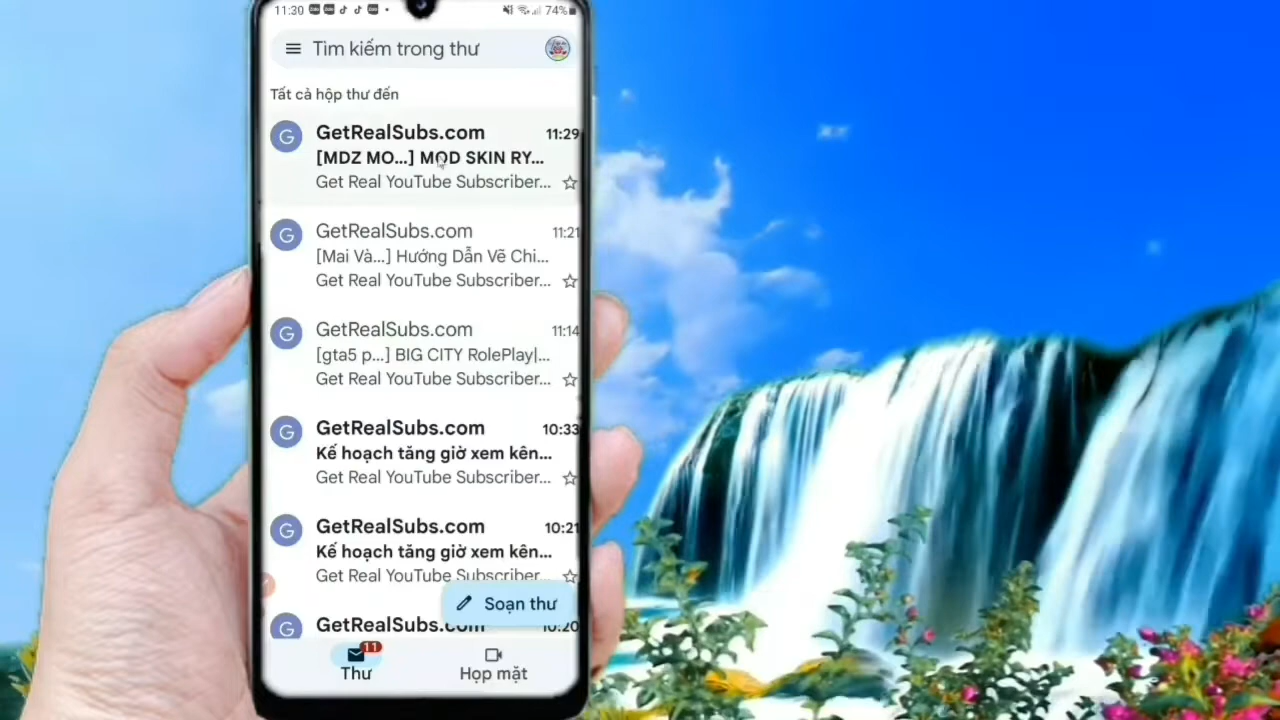 11:30
74%
Tìm kiếm trong thư
Tất cả hộp thư đến
G GetRealSubs.com 11:29
[MDZ MO...] MOD SKIN RY...
Get Real YouTube Subscriber...
G GetRealSubs.com 11:21
[Mai Và...] Hướng Dẫn Vẽ Chi...
Get Real YouTube Subscriber...
G GetRealSubs.com 11:14
[gta5 p...] BIG CITY RolePlay|...
Get Real YouTube Subscriber...
G GetRealSubs.com 10:33
Kế hoạch tăng giờ xem kên...
Get Real YouTube Subscriber...
G GetRealSubs.com 10:21
Kế hoạch tăng giờ xem kên...
Get Real YouTube Subscriber...
Soạn thư
G GetRealSubs.com 10:20
11
Thư
Họp mặt